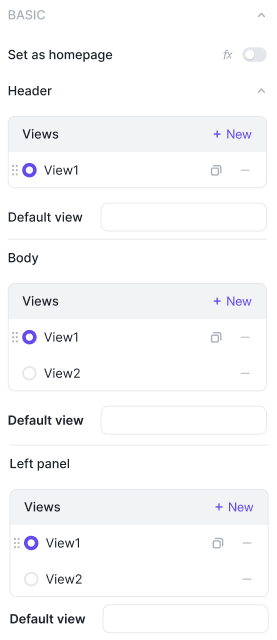 BASIC
Set as homepage fx
Header
Views + New
View1
Default view
Body
Views + New
View1
View2
Default view
Left panel
Views + New
View1
View2
Default view